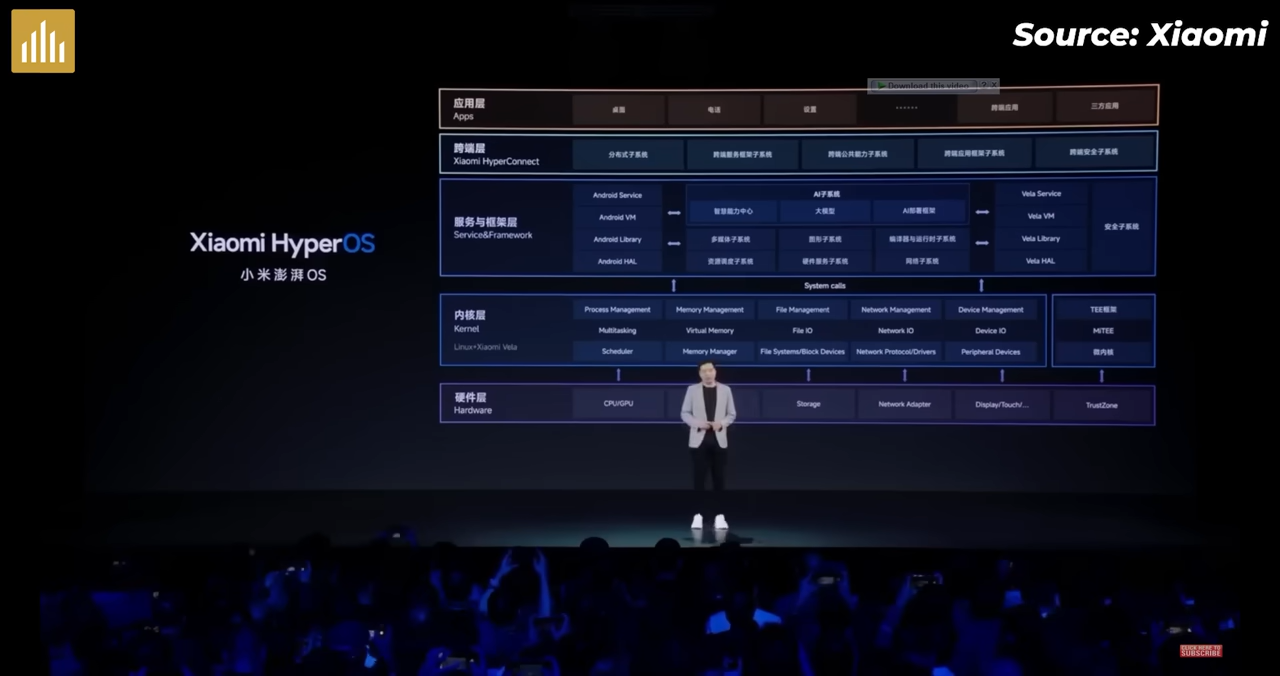 Source: Xiaomi
Download this video ? ×
Xiaomi HyperOS
小米澎湃OS
应用层
Apps
桌面
电话
设置
······
跨端应用
三方应用
跨端层
Xiaomi HyperConnect
分布式子系统
跨端服务框架子系统
跨端公共能力子系统
跨端应用框架子系统
跨端安全子系统
服务与框架层
Service&Framework
Android Service
Android VM
Android Library
Android HAL
AI子系统
智慧能力中心
大模型
AI部署框架
多媒体子系统
图形子系统
编译器与运行时子系统
资源调度子系统
硬件服务子系统
网络子系统
Vela Service
Vela VM
Vela Library
Vela HAL
安全子系统
System calls
内核层
Kernel
Linux+Xiaomi Vela
Process Management
Memory Management
File Management
Network Management
Device Management
Multitasking
Virtual Memory
File IO
Network IO
Device IO
Scheduler
Memory Manager
File Systems/Block Devices
Network Protocol/Drivers
Peripheral Devices
TEE框架
MiTEE
微内核
硬件层
Hardware
CPU/GPU
Storage
Network Adapter
Display/Touch/...
TrustZone
CLICK HERE TO
SUBSCRIBE